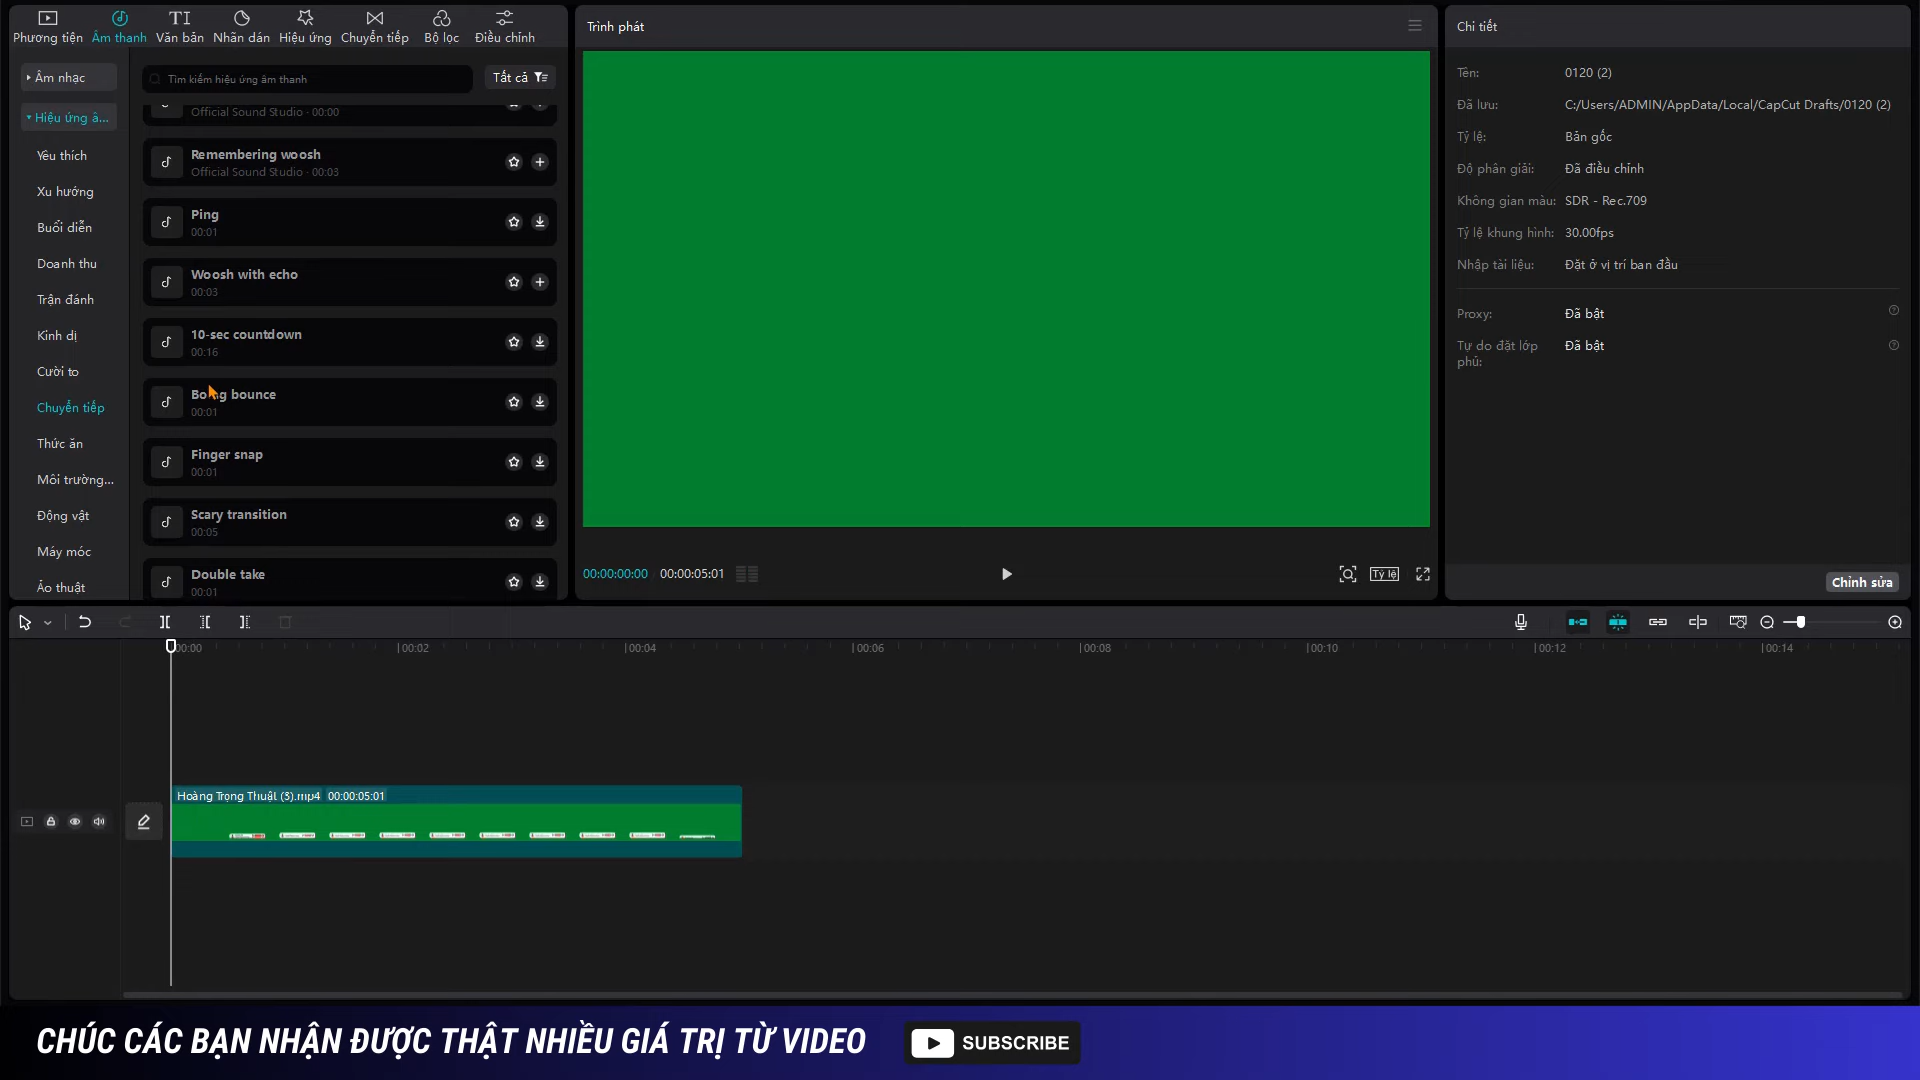 Phương tiện
Âm thanh
Văn bản
Nhãn dán
Hiệu ứng
Chuyển tiếp
Bộ lọc
Điều chỉnh
Âm nhạc
Hiệu ứng â...
Yêu thích
Xu hướng
Buổi diễn
Doanh thu
Trận đánh
Kinh dị
Cười to
Chuyển tiếp
Thức ăn
Môi trường...
Động vật
Máy móc
Ảo thuật
Tìm kiếm hiệu ứng âm thanh
Tất cả
Official Sound Studio · 00:00
Remembering woosh
Official Sound Studio · 00:03
Ping
00:01
Woosh with echo
00:03
10-sec countdown
00:16
Boing bounce
00:01
Finger snap
00:01
Scary transition
00:05
Double take
00:01
Trình phát
00:00:00:00
00:00:05:01
Tỷ lệ
Chi tiết
Tên: 0120 (2)
Đã lưu: C:/Users/ADMIN/AppData/Local/CapCut Drafts/0120 (2)
Tỷ lệ: Bản gốc
Độ phân giải: Đã điều chỉnh
Không gian màu: SDR - Rec.709
Tỷ lệ khung hình: 30.00fps
Nhập tài liệu: Đặt ở vị trí ban đầu
Proxy: Đã bật
Tự do đặt lớp phủ: Đã bật
Chỉnh sửa
00:00
00:02
00:04
00:06
00:08
00:10
00:12
00:14
Hoàng Trọng Thuật (8).mp4 00:00:05:01
CHÚC CÁC BẠN NHẬN ĐƯỢC THẬT NHIỀU GIÁ TRỊ TỪ VIDEO
SUBSCRIBE